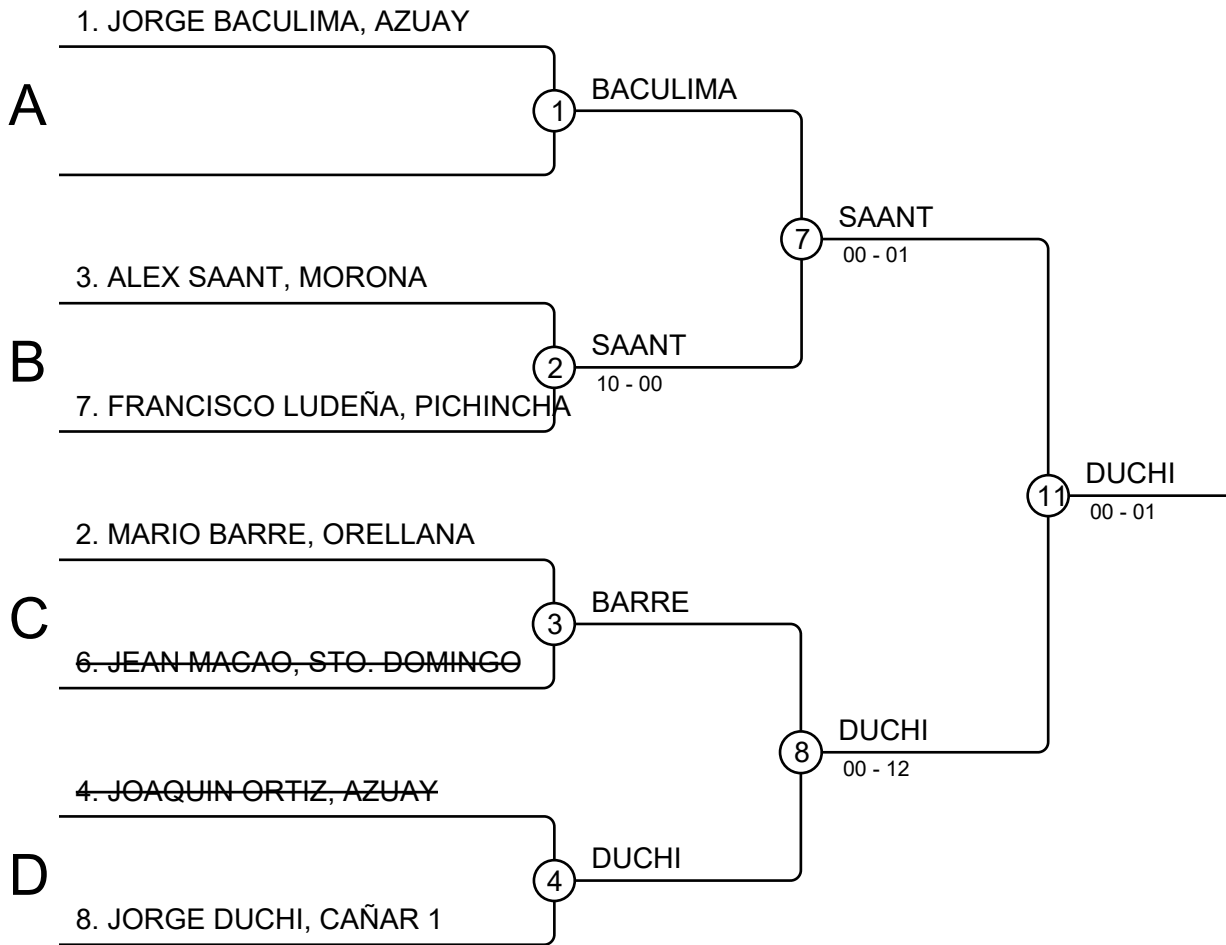 1. JORGE BACULIMA, AZUAY
A
1
BACULIMA
7
SAANT
00 - 01
3. ALEX SAANT, MORONA
B
2
SAANT
10 - 00
7. FRANCISCO LUDEÑA, PICHINCHA
11
DUCHI
00 - 01
2. MARIO BARRE, ORELLANA
C
3
BARRE
6. JEAN MACAO, STO. DOMINGO
8
DUCHI
00 - 12
4. JOAQUIN ORTIZ, AZUAY
D
4
DUCHI
8. JORGE DUCHI, CAÑAR 1